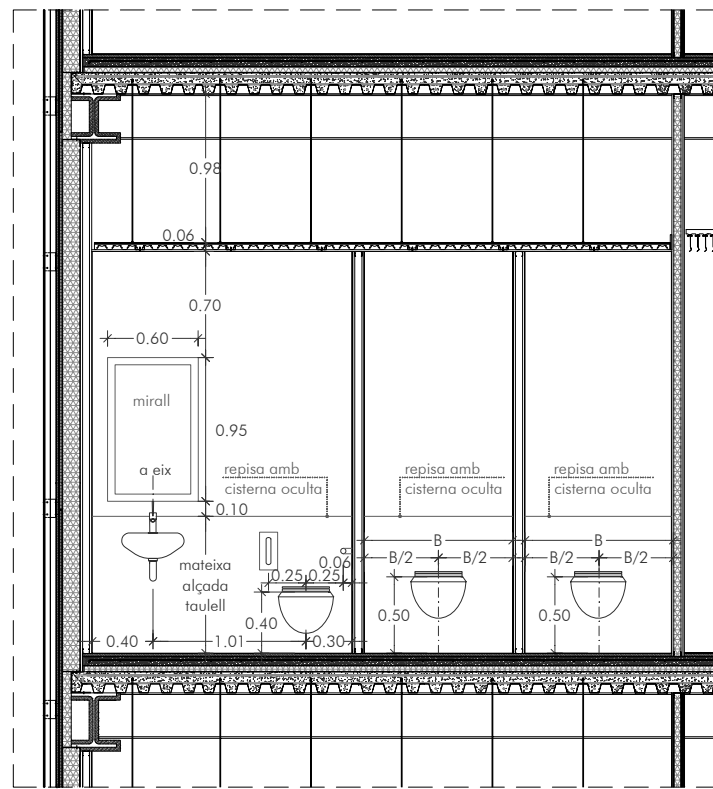 0.98
0.06
0.70
0.60
mirall
0.95
a eix
repisa amb
cisterna oculta
repisa amb
cisterna oculta
repisa amb
cisterna oculta
0.10
B
B
mateixa
alçada
taulell
0.06
B/2
B/2
B/2
B/2
0.25
0.25
0.40
0.50
0.50
0.40
1.01
0.30